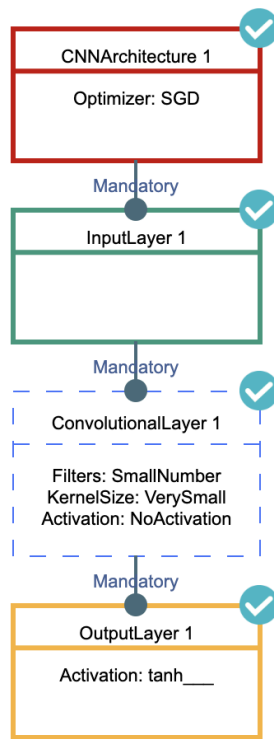 CNNArchitecture 1
Optimizer: SGD
Mandatory
InputLayer 1
Mandatory
ConvolutionalLayer 1
Filters: SmallNumber
KernelSize: VerySmall
Activation: NoActivation
Mandatory
OutputLayer 1
Activation: tanh___